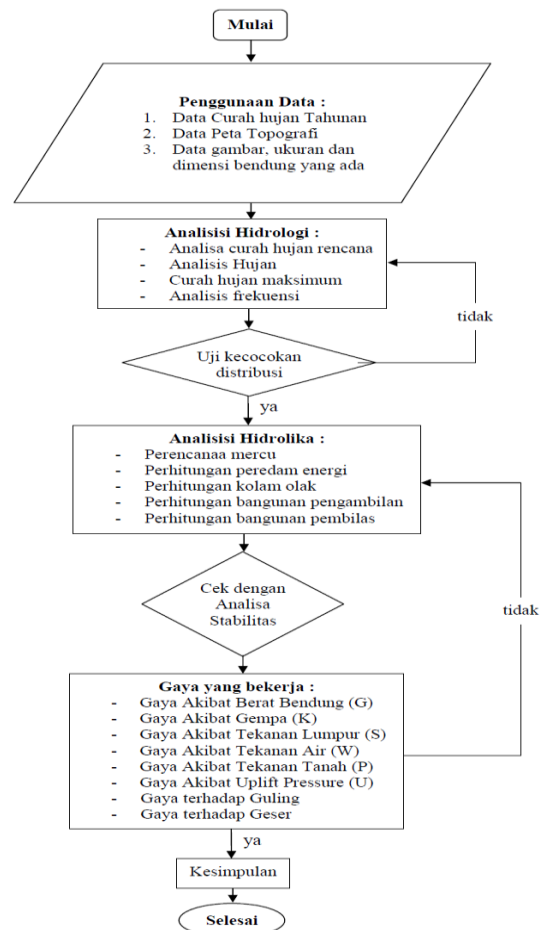 Mulai
Penggunaan Data :
1. Data Curah hujan Tahunan
2. Data Peta Topografi
3. Data gambar, ukuran dan
dimensi bendung yang ada
Analisisi Hidrologi :
- Analisa curah hujan rencana
- Analisis Hujan
- Curah hujan maksimum
- Analisis frekuensi
tidak
Uji kecocokan
distribusi
ya
Analisisi Hidrolika :
- Perencanaa mercu
- Perhitungan peredam energi
- Perhitungan kolam olak
- Perhitungan bangunan pengambilan
- Perhitungan bangunan pembilas
Cek dengan
Analisa
Stabilitas
tidak
Gaya yang bekerja :
- Gaya Akibat Berat Bendung (G)
- Gaya Akibat Gempa (K)
- Gaya Akibat Tekanan Lumpur (S)
- Gaya Akibat Tekanan Air (W)
- Gaya Akibat Tekanan Tanah (P)
- Gaya Akibat Uplift Pressure (U)
- Gaya terhadap Guling
- Gaya terhadap Geser
ya
Kesimpulan
Selesai